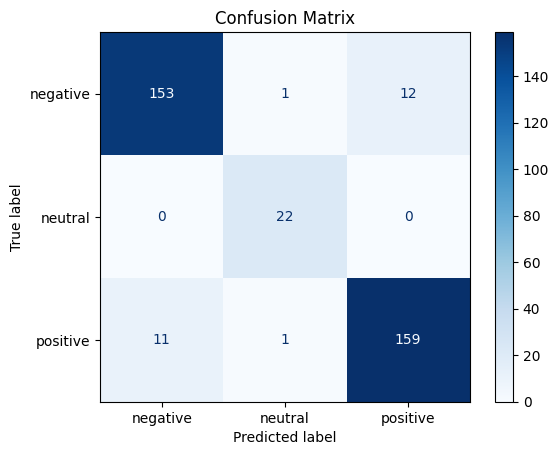 Confusion Matrix
negative 153 1 12
neutral 0 22 0
positive 11 1 159
negative neutral positive
Predicted label
True label
140
120
100
80
60
40
20
0